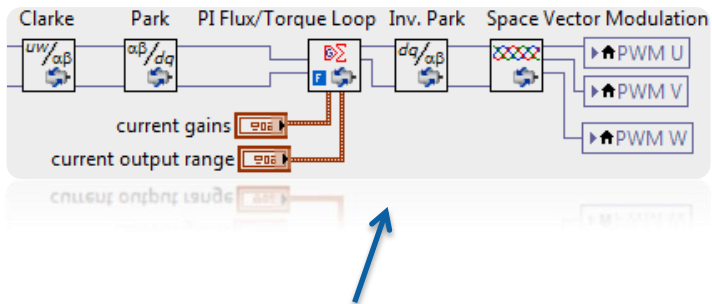 Clarke Park PI Flux/Torque Loop Inv. Park Space Vector Modulation
uw/αβ αβ/dq dq/αβ
PWM U
PWM V
F
current gains
PWM W
current output range